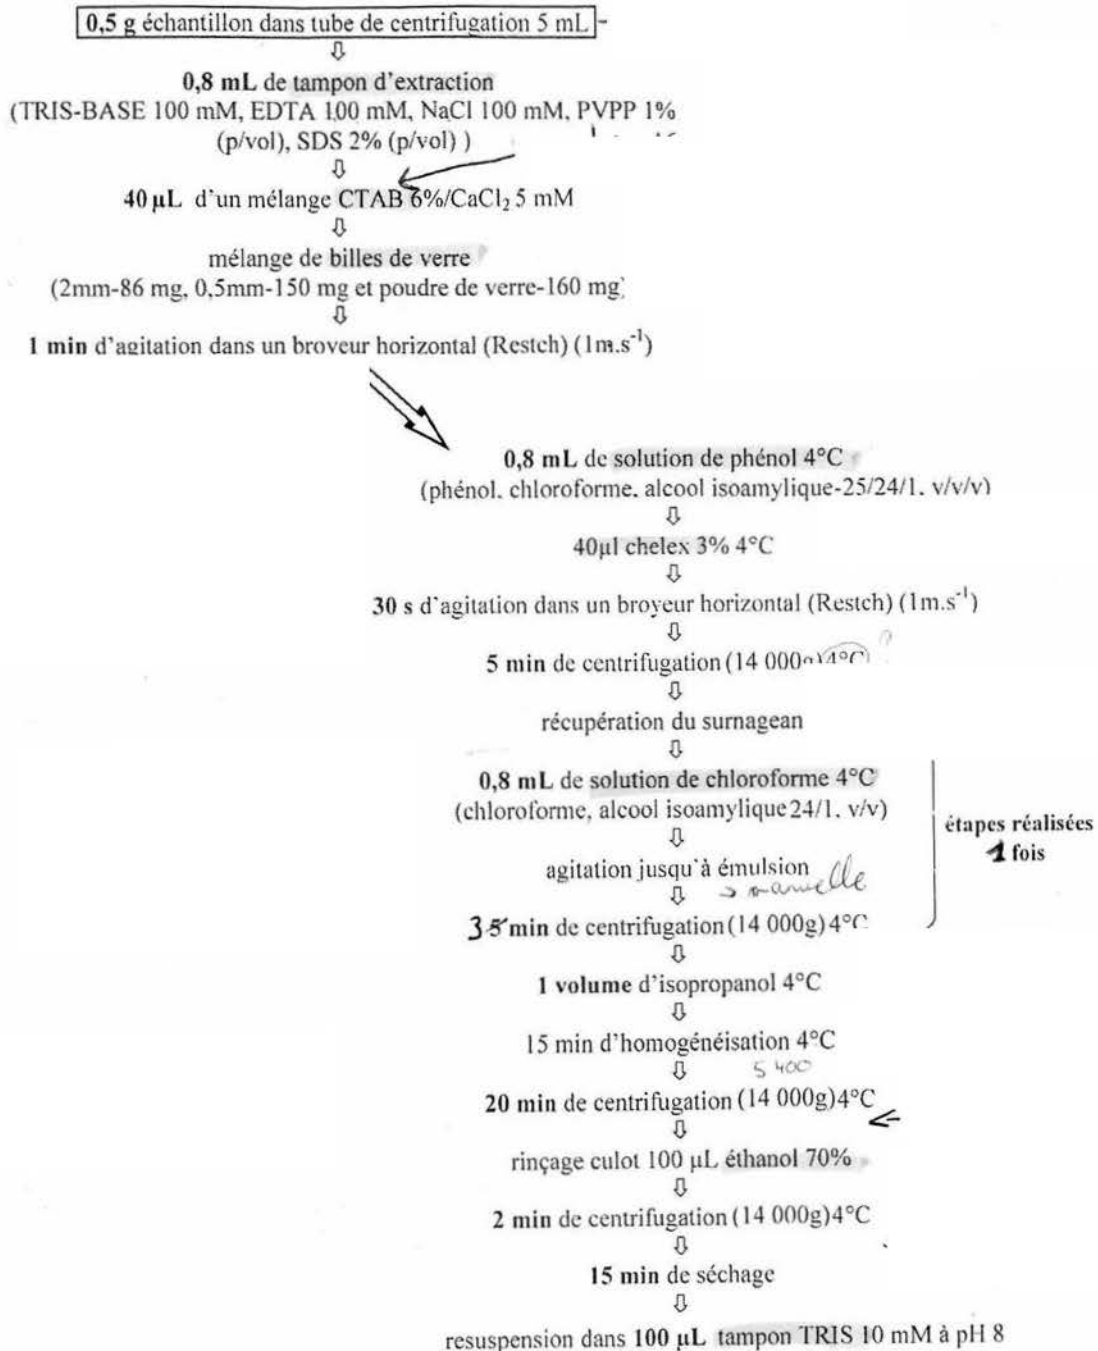 0,5 g échantillon dans tube de centrifugation 5 mL
0,8 mL de tampon d'extraction
(TRIS-BASE 100 mM, EDTA 100 mM, NaCl 100 mM, PVPP 1%
(p/vol), SDS 2% (p/vol) )
40 µL d'un mélange CTAB 6%/CaCl₂ 5 mM
mélange de billes de verre
(2mm-86 mg, 0,5mm-150 mg et poudre de verre-160 mg)
1 min d'agitation dans un broyeur horizontal (Restch) (1m.s⁻¹)
0,8 mL de solution de phénol 4°C
(phénol, chloroforme, alcool isoamylique-25/24/1, v/v/v)
40µl chelex 3% 4°C
30 s d'agitation dans un broyeur horizontal (Restch) (1m.s⁻¹)
5 min de centrifugation (14 000g) 4°C ?
récupération du surnagean
0,8 mL de solution de chloroforme 4°C
(chloroforme, alcool isoamylique 24/1, v/v)
étapes réalisées
1 fois
agitation jusqu'à émulsion
→ manuelle
3 5 min de centrifugation (14 000g) 4°C
1 volume d'isopropanol 4°C
15 min d'homogénéisation 4°C
5 400
20 min de centrifugation (14 000g) 4°C
rinçage culot 100 µL éthanol 70%
2 min de centrifugation (14 000g) 4°C
15 min de séchage
resuspension dans 100 µL tampon TRIS 10 mM à pH 8